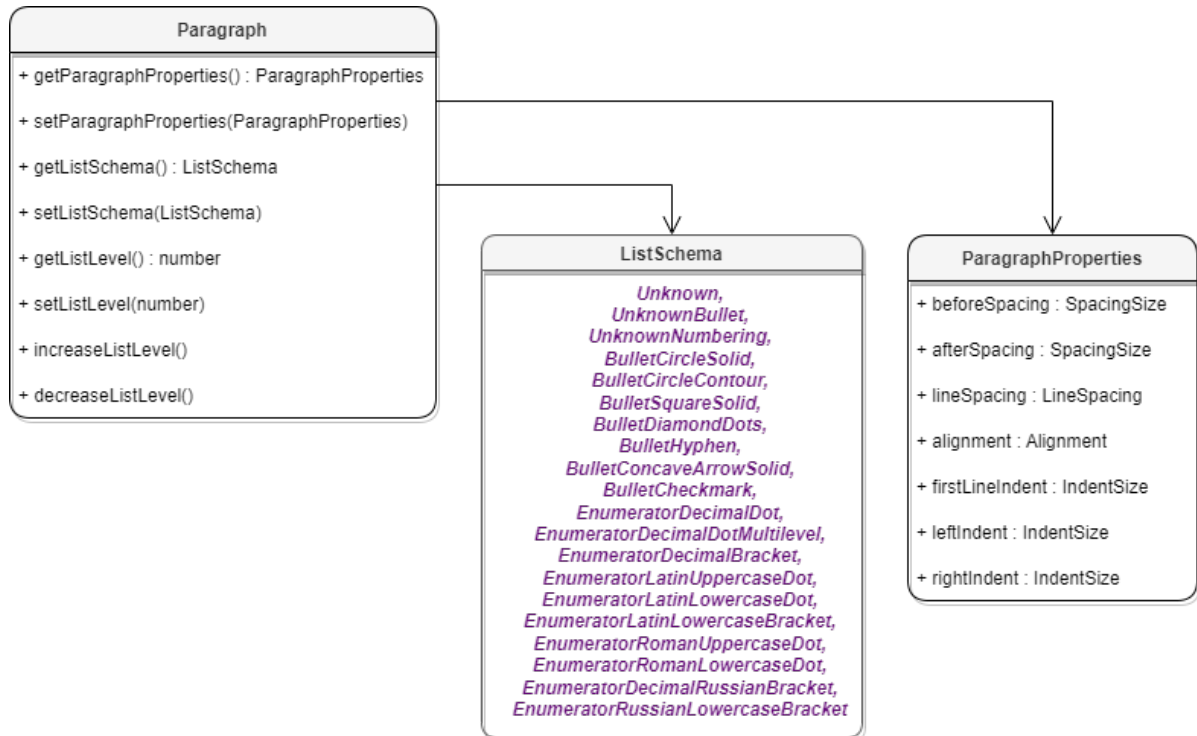 Paragraph
+ getParagraphProperties() : ParagraphProperties
+ setParagraphProperties(ParagraphProperties)
+ getListSchema() : ListSchema
+ setListSchema(ListSchema)
+ getListLevel() : number
+ setListLevel(number)
+ increaseListLevel()
+ decreaseListLevel()
ListSchema
Unknown,
UnknownBullet,
UnknownNumbering,
BulletCircleSolid,
BulletCircleContour,
BulletSquareSolid,
BulletDiamondDots,
BulletHyphen,
BulletConcaveArrowSolid,
BulletCheckmark,
EnumeratorDecimalDot,
EnumeratorDecimalDotMultilevel,
EnumeratorDecimalBracket,
EnumeratorLatinUppercaseDot,
EnumeratorLatinLowercaseDot,
EnumeratorLatinLowercaseBracket,
EnumeratorRomanUppercaseDot,
EnumeratorRomanLowercaseDot,
EnumeratorDecimalRussianBracket,
EnumeratorRussianLowercaseBracket
ParagraphProperties
+ beforeSpacing : SpacingSize
+ afterSpacing : SpacingSize
+ lineSpacing : LineSpacing
+ alignment : Alignment
+ firstLineIndent : IndentSize
+ leftIndent : IndentSize
+ rightIndent : IndentSize